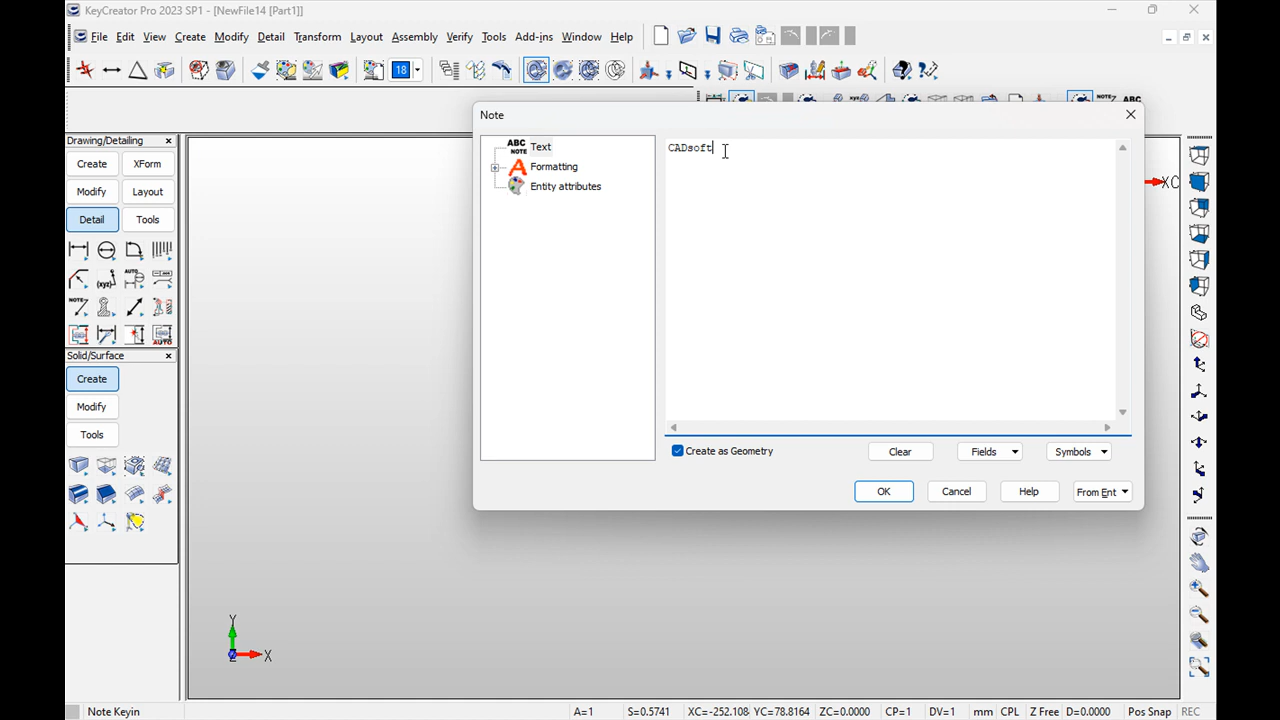 KeyCreator Pro 2023 SP1 - [NewFile14 [Part1]]
File Edit View Create Modify Detail Transform Layout Assembly Verify Tools Add-ins Window Help
18
Drawing/Detailing
Create XForm
Modify Layout
Detail Tools
Solid/Surface
Create
Modify
Tools
Note
ABC NOTE Text
Formatting
Entity attributes
CADsoft
Create as Geometry
Clear
Fields
Symbols
OK
Cancel
Help
From Ent
XC
Y
Z
X
Note Keyin
A=1 S=0.5741 XC=-252.108 YC=78.8164 ZC=0.0000 CP=1 DV=1 mm CPL Z Free D=0.0000 Pos Snap REC